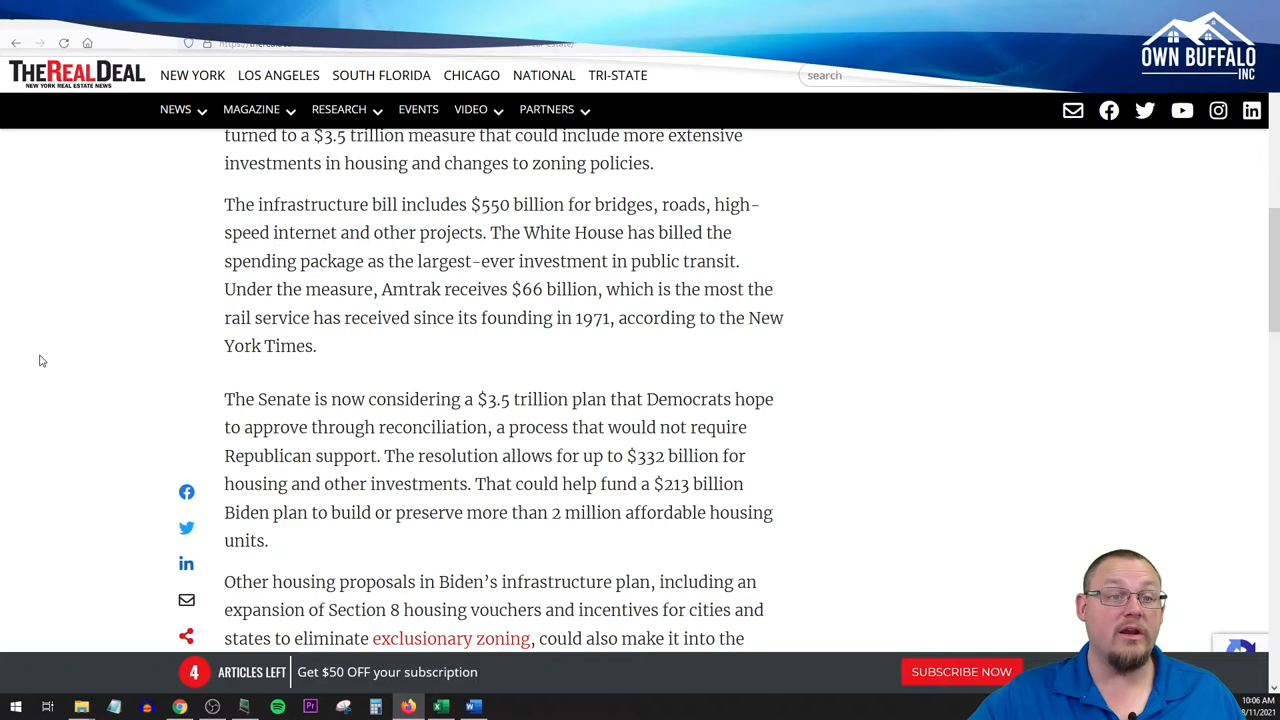 OWN BUFFALO
INC
THEREALDEAL
NEW YORK REAL ESTATE NEWS
NEW YORK LOS ANGELES SOUTH FLORIDA CHICAGO NATIONAL TRI-STATE
search
NEWS MAGAZINE RESEARCH EVENTS VIDEO PARTNERS
turned to a $3.5 trillion measure that could include more extensive
investments in housing and changes to zoning policies.
The infrastructure bill includes $550 billion for bridges, roads, high-
speed internet and other projects. The White House has billed the
spending package as the largest-ever investment in public transit.
Under the measure, Amtrak receives $66 billion, which is the most the
rail service has received since its founding in 1971, according to the New
York Times.
The Senate is now considering a $3.5 trillion plan that Democrats hope
to approve through reconciliation, a process that would not require
Republican support. The resolution allows for up to $332 billion for
housing and other investments. That could help fund a $213 billion
Biden plan to build or preserve more than 2 million affordable housing
units.
Other housing proposals in Biden's infrastructure plan, including an
expansion of Section 8 housing vouchers and incentives for cities and
states to eliminate exclusionary zoning, could also make it into the
4 ARTICLES LEFT Get $50 OFF your subscription
SUBSCRIBE NOW
10:06 AM
8/11/2021